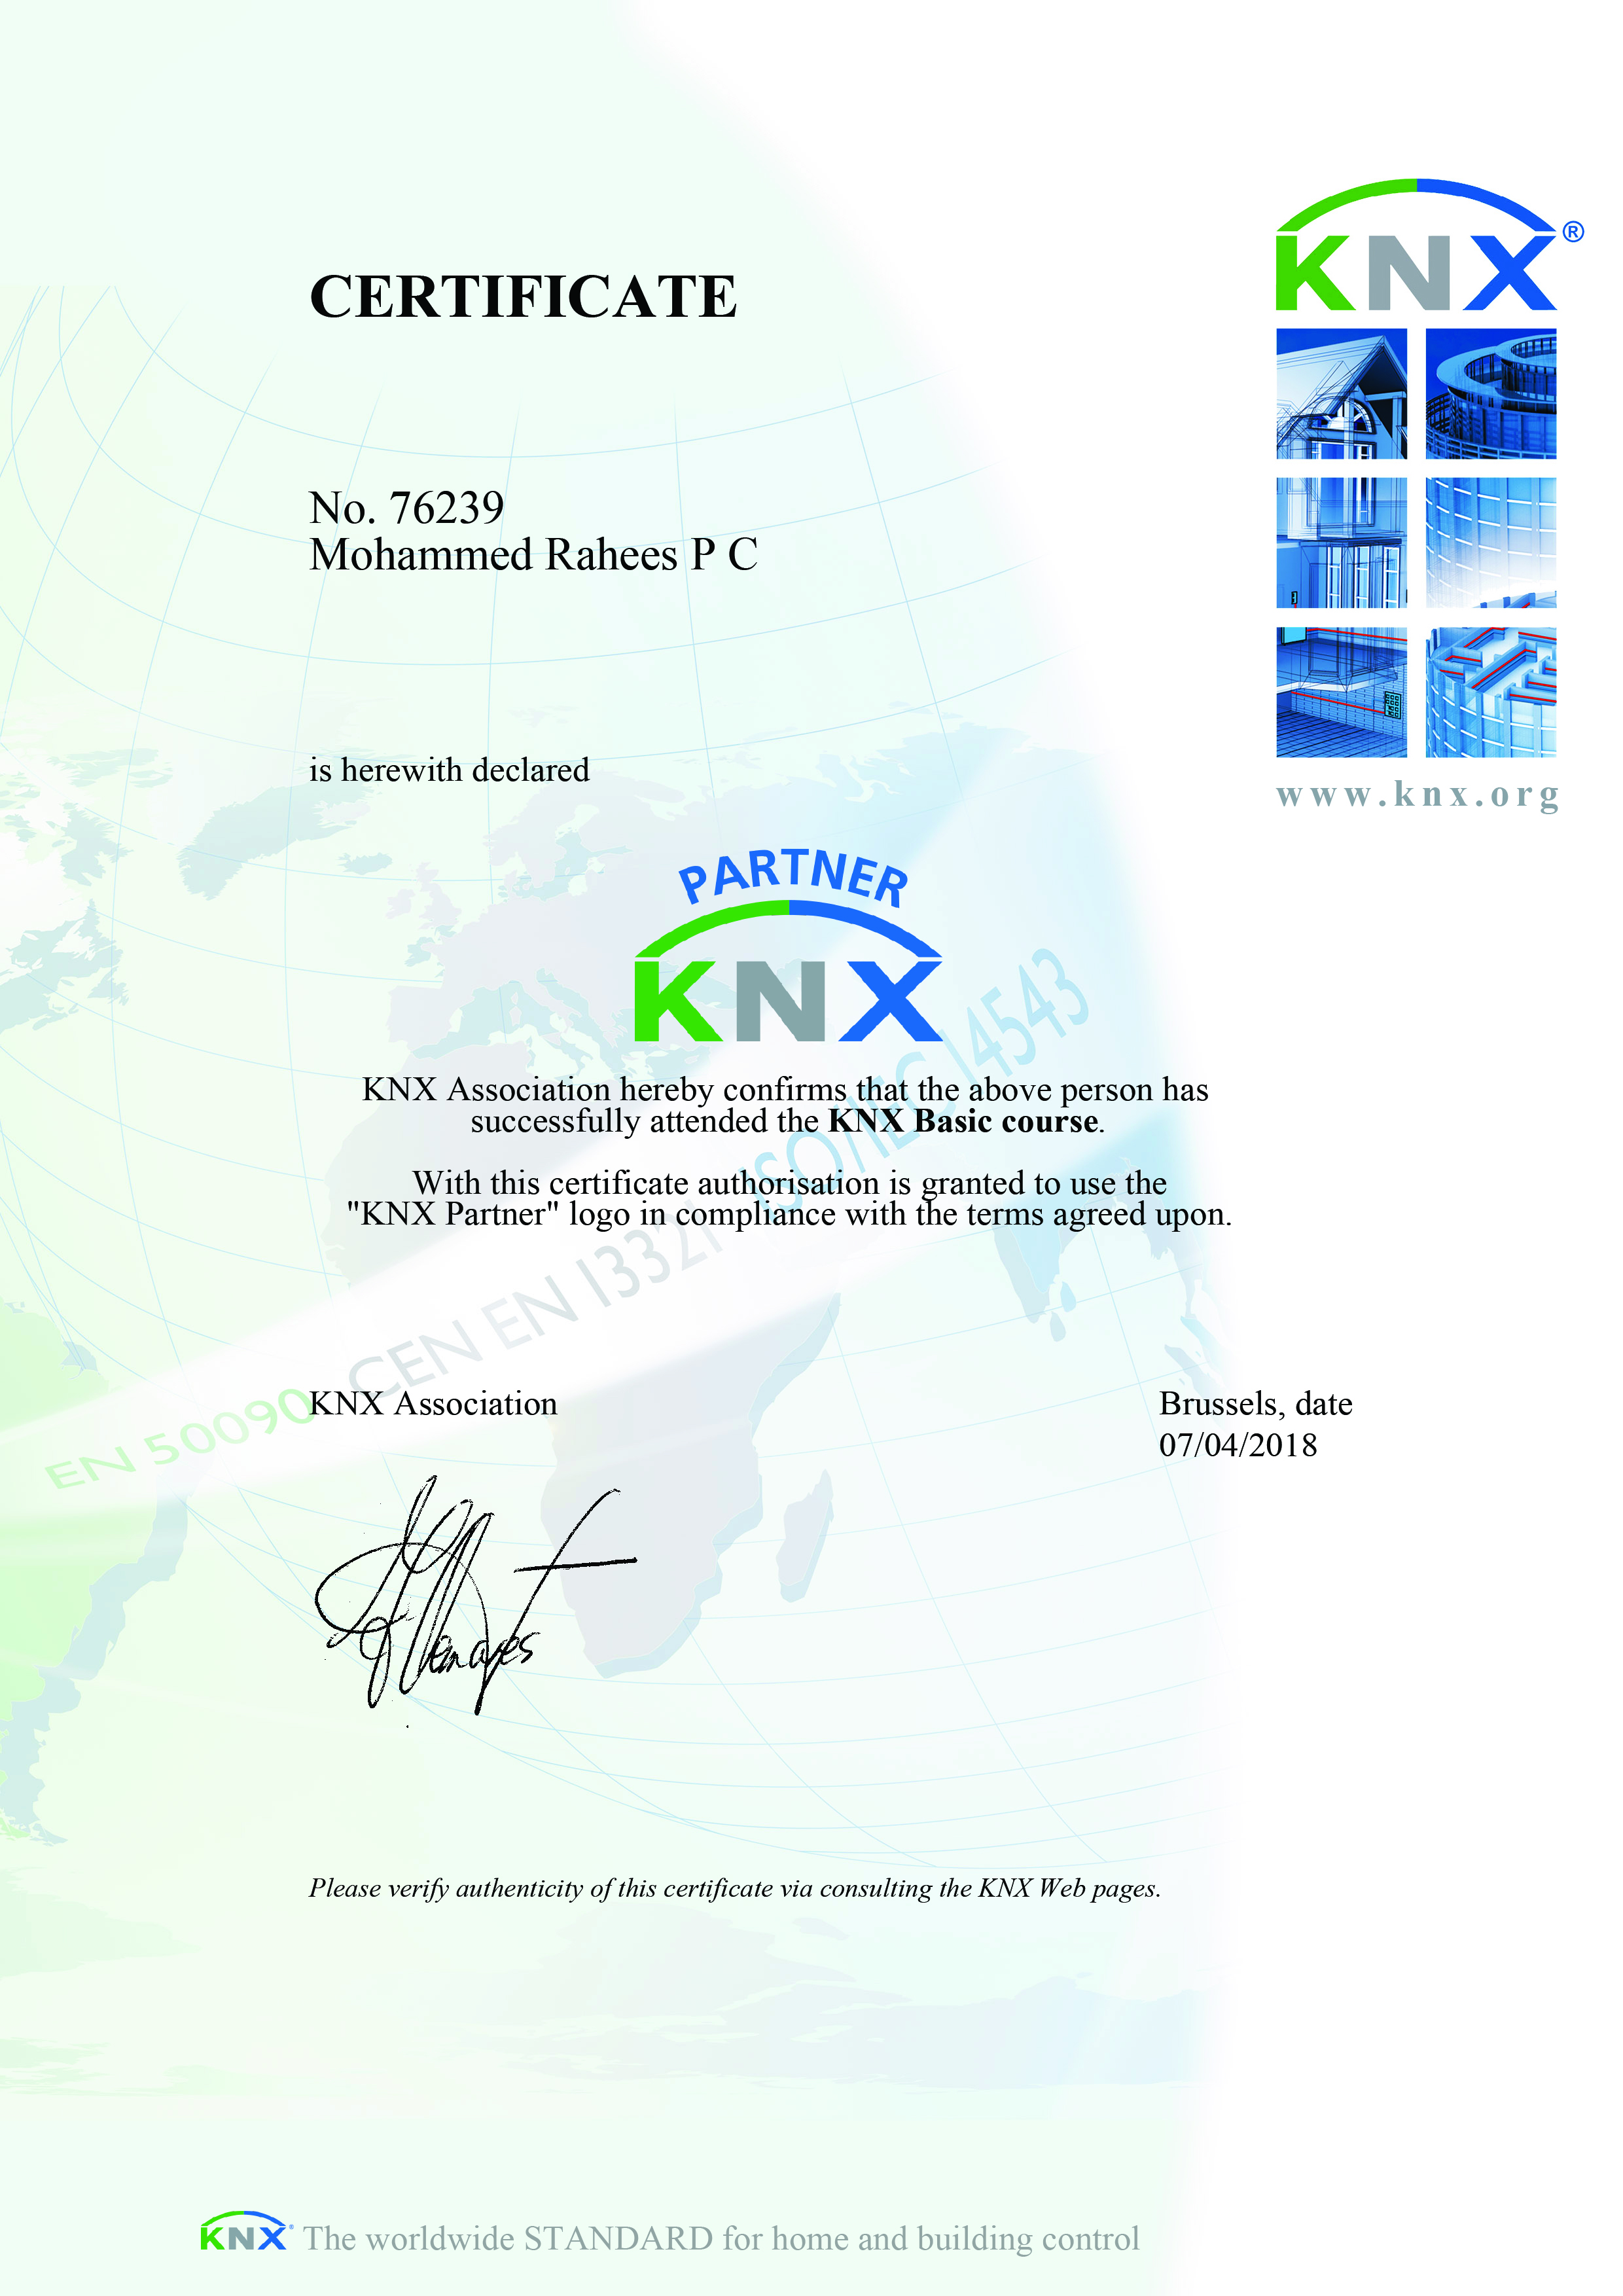 KNX®
CERTIFICATE
No. 76239
Mohammed Rahees P C
is herewith declared
www.knx.org
PARTNER
KNX
KNX Association hereby confirms that the above person has
successfully attended the KNX Basic course.
With this certificate authorisation is granted to use the
"KNX Partner" logo in compliance with the terms agreed upon.
EN 50090 CEN EN 13321 ISO/IEC 14543
KNX Association
Brussels, date
07/04/2018
Please verify authenticity of this certificate via consulting the KNX Web pages.
KNX® The worldwide STANDARD for home and building control